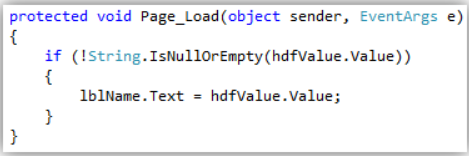 protected void Page_Load(object sender, EventArgs e)
{
    if (!String.IsNullOrEmpty(hdfValue.Value))
    {
        lblName.Text = hdfValue.Value;
    }
}